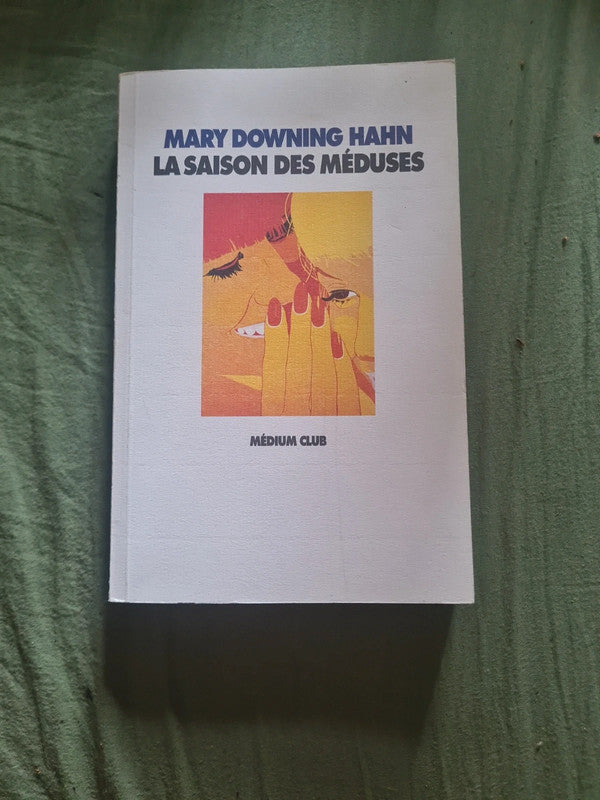 MARY DOWNING HAHN
LA SAISON DES MÉDUSES
MÉDIUM CLUB